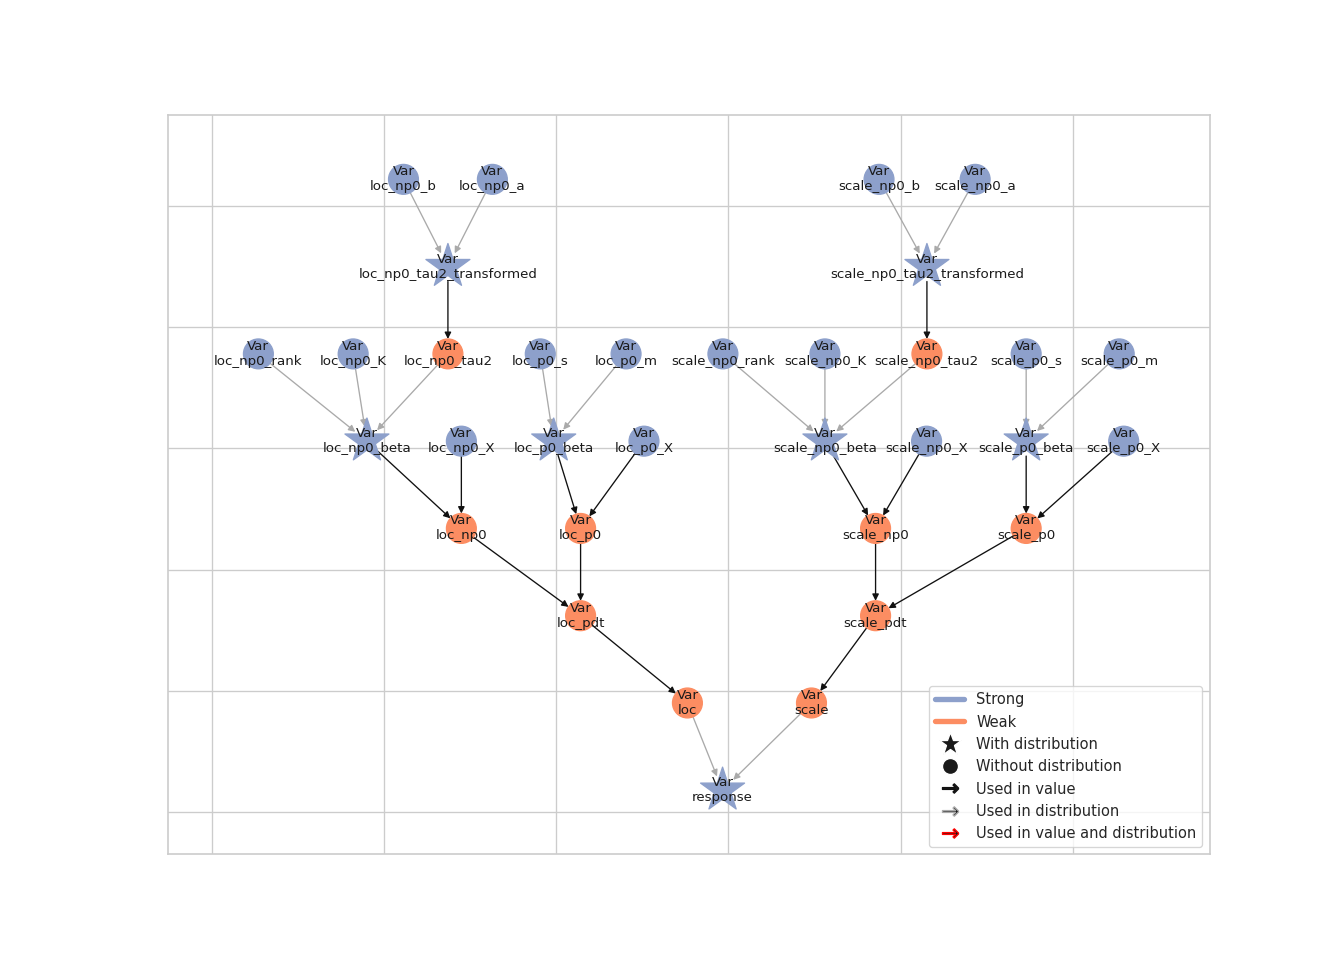 Var
loc_np0_b
Var
loc_np0_a
Var
scale_np0_b
Var
scale_np0_a
Var
loc_np0_tau2_transformed
Var
scale_np0_tau2_transformed
Var
loc_np0_rank
Var
loc_np0_K
Var
loc_np0_tau2
Var
loc_p0_s
Var
loc_p0_m
Var
scale_np0_rank
Var
scale_np0_K
Var
scale_np0_tau2
Var
scale_p0_s
Var
scale_p0_m
Var
loc_np0_beta
Var
loc_np0_X
Var
loc_p0_beta
Var
loc_p0_X
Var
scale_np0_beta
Var
scale_np0_X
Var
scale_p0_beta
Var
scale_p0_X
Var
loc_np0
Var
loc_p0
Var
scale_np0
Var
scale_p0
Var
loc_pdt
Var
scale_pdt
Var
loc
Var
scale
Var
response
Strong
Weak
With distribution
Without distribution
Used in value
Used in distribution
Used in value and distribution